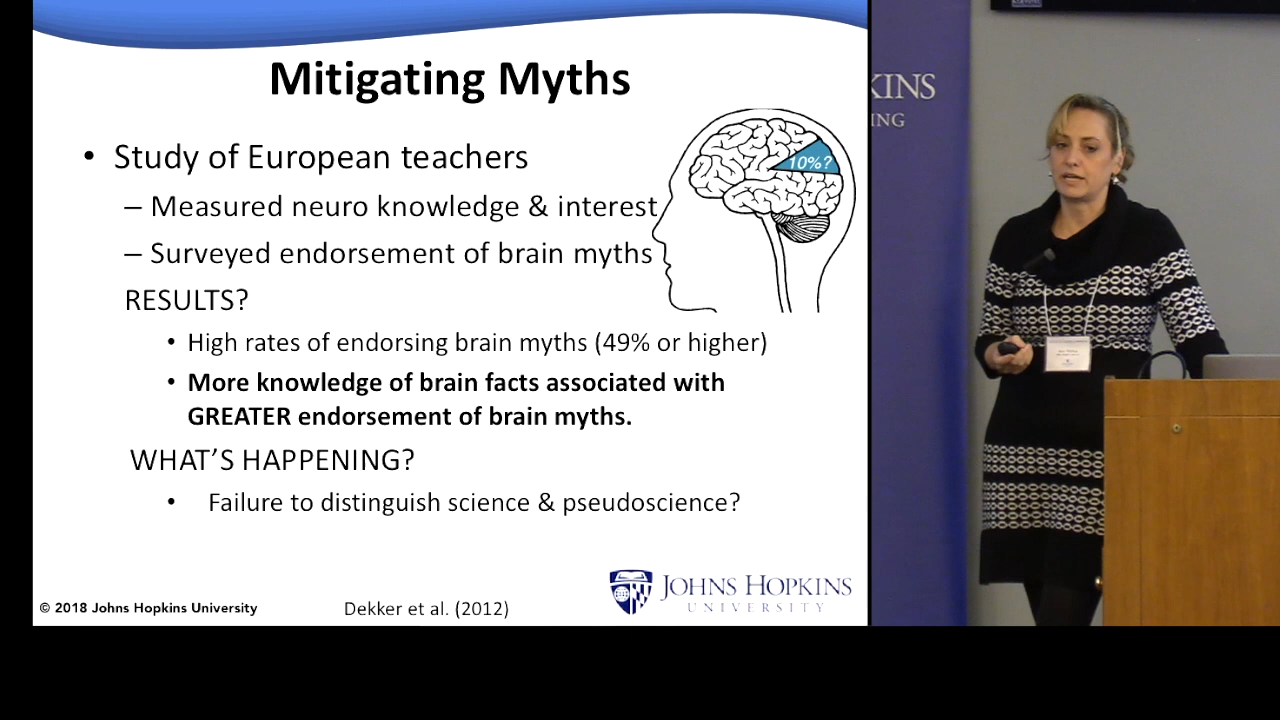 Mitigating Myths
• Study of European teachers
– Measured neuro knowledge & interest
– Surveyed endorsement of brain myths
RESULTS?
• High rates of endorsing brain myths (49% or higher)
• More knowledge of brain facts associated with
GREATER endorsement of brain myths.
WHAT’S HAPPENING?
• Failure to distinguish science & pseudoscience?
10%?
© 2018 Johns Hopkins University
Dekker et al. (2012)
JOHNS HOPKINS
UNIVERSITY
KINS
ING